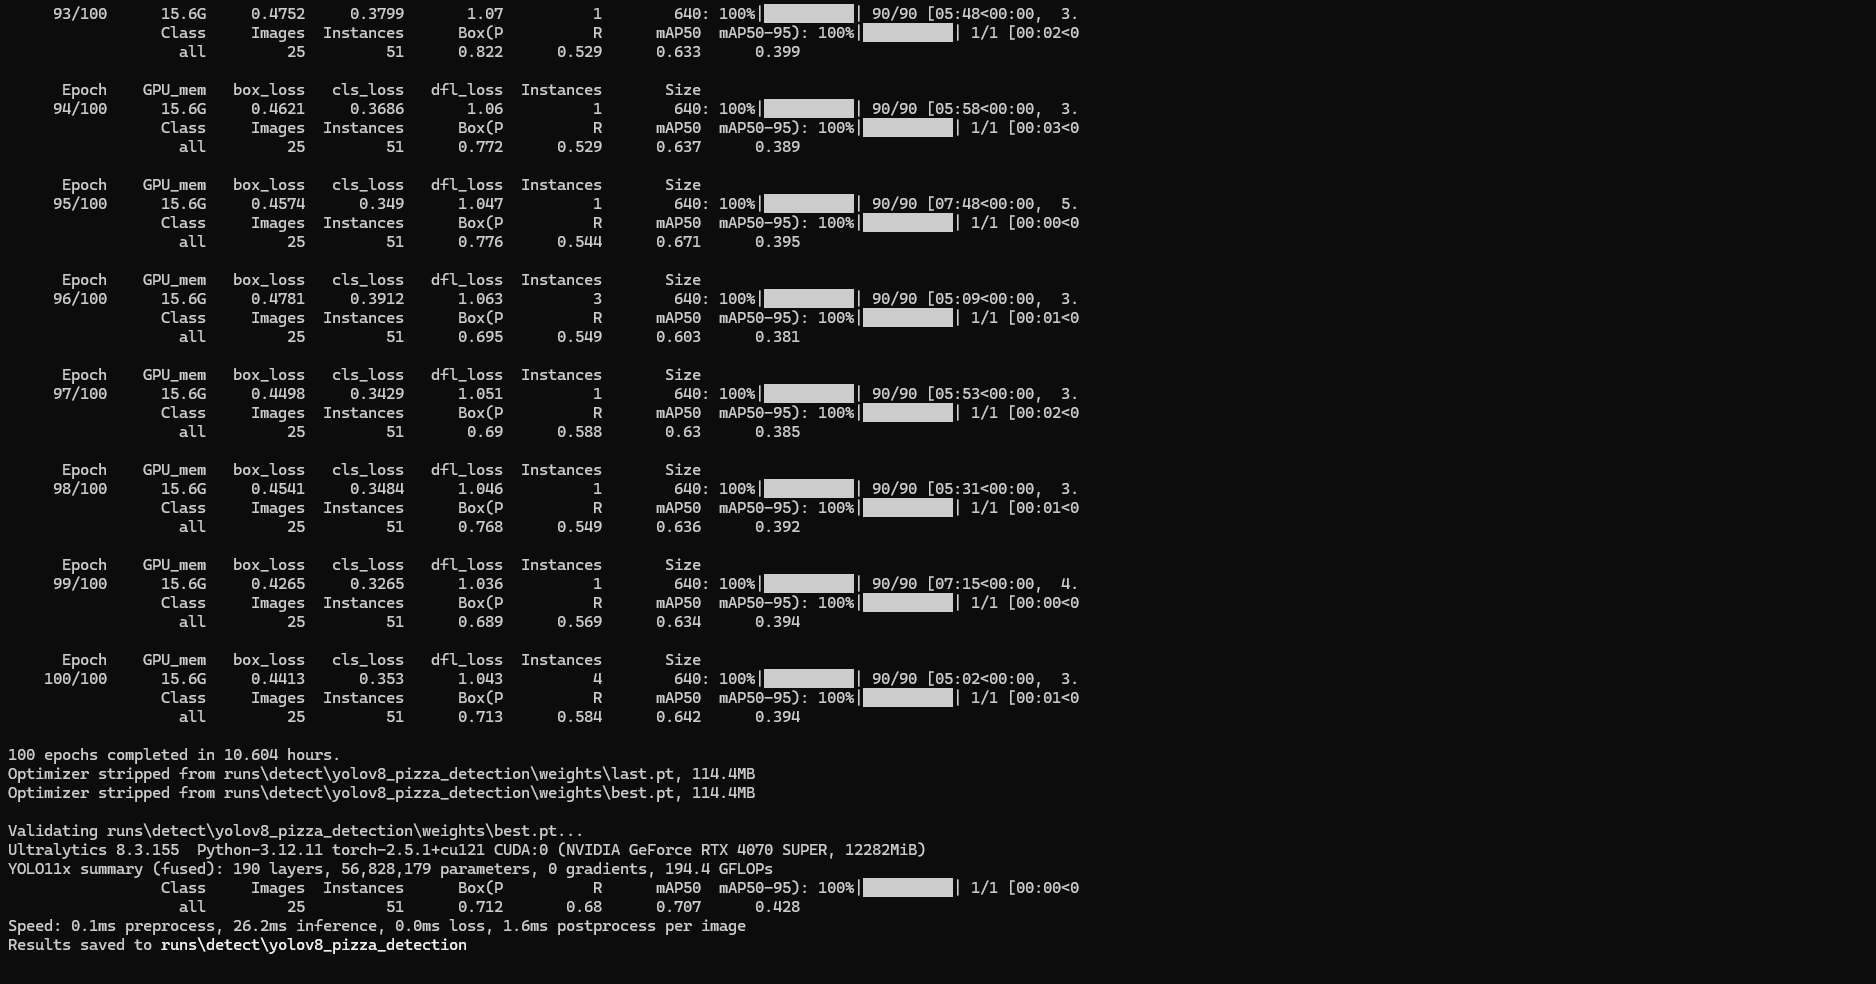 93/100 15.6G 0.4752 0.3799 1.07 1 640: 100%|██████████| 90/90 [05:48<00:00, 3.
Class Images Instances Box(P R mAP50 mAP50-95): 100%|██████████| 1/1 [00:02<0
all 25 51 0.822 0.529 0.633 0.399
Epoch GPU_mem box_loss cls_loss dfl_loss Instances Size
94/100 15.6G 0.4621 0.3686 1.06 1 640: 100%|██████████| 90/90 [05:58<00:00, 3.
Class Images Instances Box(P R mAP50 mAP50-95): 100%|██████████| 1/1 [00:03<0
all 25 51 0.772 0.529 0.637 0.389
Epoch GPU_mem box_loss cls_loss dfl_loss Instances Size
95/100 15.6G 0.4574 0.349 1.047 1 640: 100%|██████████| 90/90 [07:48<00:00, 5.
Class Images Instances Box(P R mAP50 mAP50-95): 100%|██████████| 1/1 [00:00<0
all 25 51 0.776 0.544 0.671 0.395
Epoch GPU_mem box_loss cls_loss dfl_loss Instances Size
96/100 15.6G 0.4781 0.3912 1.063 3 640: 100%|██████████| 90/90 [05:09<00:00, 3.
Class Images Instances Box(P R mAP50 mAP50-95): 100%|██████████| 1/1 [00:01<0
all 25 51 0.695 0.549 0.603 0.381
Epoch GPU_mem box_loss cls_loss dfl_loss Instances Size
97/100 15.6G 0.4498 0.3429 1.051 1 640: 100%|██████████| 90/90 [05:53<00:00, 3.
Class Images Instances Box(P R mAP50 mAP50-95): 100%|██████████| 1/1 [00:02<0
all 25 51 0.69 0.588 0.63 0.385
Epoch GPU_mem box_loss cls_loss dfl_loss Instances Size
98/100 15.6G 0.4541 0.3484 1.046 1 640: 100%|██████████| 90/90 [05:31<00:00, 3.
Class Images Instances Box(P R mAP50 mAP50-95): 100%|██████████| 1/1 [00:01<0
all 25 51 0.768 0.549 0.636 0.392
Epoch GPU_mem box_loss cls_loss dfl_loss Instances Size
99/100 15.6G 0.4265 0.3265 1.036 1 640: 100%|██████████| 90/90 [07:15<00:00, 4.
Class Images Instances Box(P R mAP50 mAP50-95): 100%|██████████| 1/1 [00:00<0
all 25 51 0.689 0.569 0.634 0.394
Epoch GPU_mem box_loss cls_loss dfl_loss Instances Size
100/100 15.6G 0.4413 0.353 1.043 4 640: 100%|██████████| 90/90 [05:02<00:00, 3.
Class Images Instances Box(P R mAP50 mAP50-95): 100%|██████████| 1/1 [00:01<0
all 25 51 0.713 0.584 0.642 0.394
100 epochs completed in 10.604 hours.
Optimizer stripped from runs\detect\yolov8_pizza_detection\weights\last.pt, 114.4MB
Optimizer stripped from runs\detect\yolov8_pizza_detection\weights\best.pt, 114.4MB
Validating runs\detect\yolov8_pizza_detection\weights\best.pt...
Ultralytics 8.3.155 Python-3.12.11 torch-2.5.1+cu121 CUDA:0 (NVIDIA GeForce RTX 4070 SUPER, 12282MiB)
YOLO11x summary (fused): 190 layers, 56,828,179 parameters, 0 gradients, 194.4 GFLOPs
Class Images Instances Box(P R mAP50 mAP50-95): 100%|██████████| 1/1 [00:00<0
all 25 51 0.712 0.68 0.707 0.428
Speed: 0.1ms preprocess, 26.2ms inference, 0.0ms loss, 1.6ms postprocess per image
Results saved to runs\detect\yolov8_pizza_detection